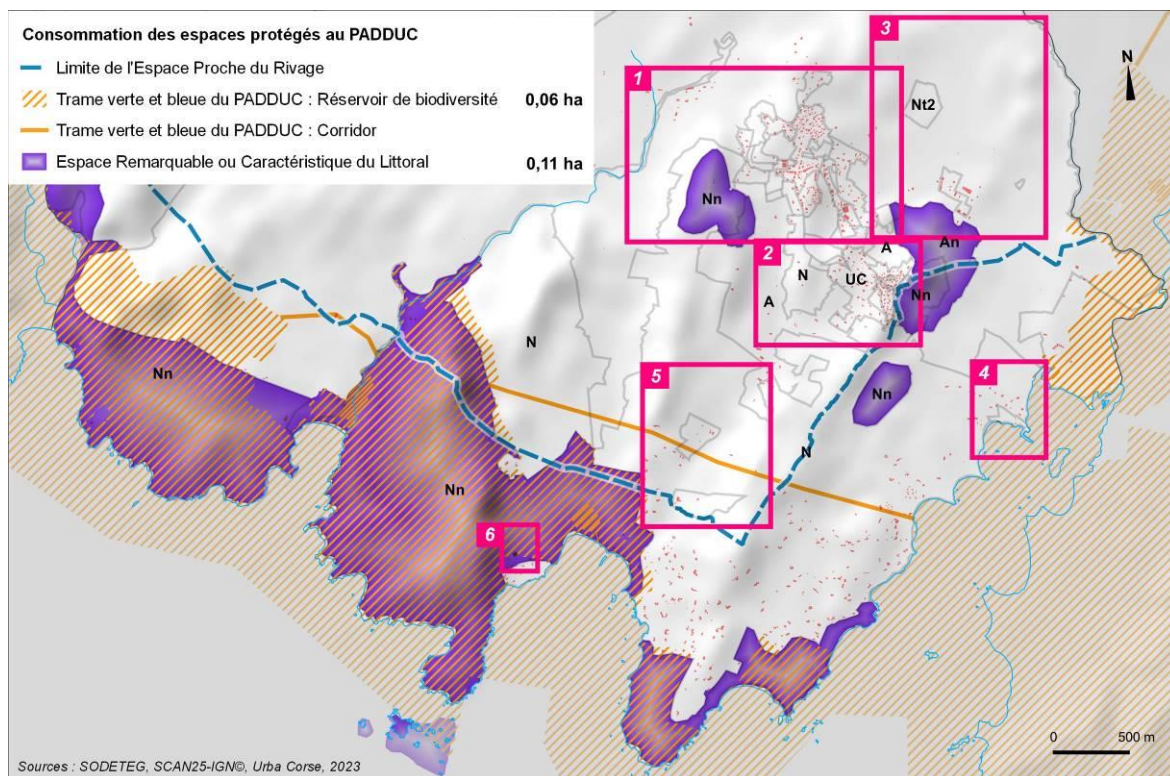 Consommation des espaces protégés au PADDUC
Limite de l'Espace Proche du Rivage
Trame verte et bleue du PADDUC : Réservoir de biodiversité 0,06 ha
Trame verte et bleue du PADDUC : Corridor
Espace Remarquable ou Caractéristique du Littoral 0,11 ha
3
N
1
Nt2
Nn
2
A
An
N
UC
Nn
A
N
5
4
Nn
Nn
N
Nn
6
0 500 m
Sources : SODETEG, SCAN25-IGN©, Urba Corse, 2023